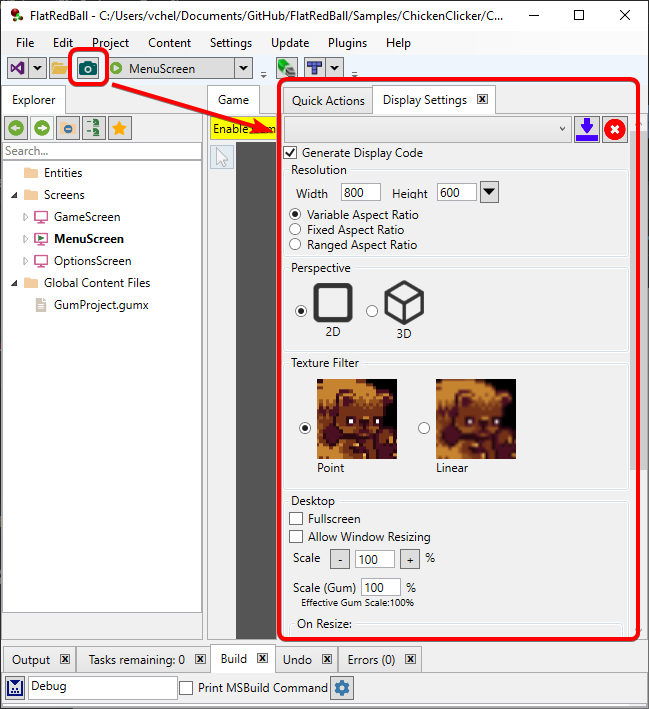 FlatRedBall - C:/Users/vchel/Documents/GitHub/FlatRedBall/Samples/ChickenClicker/C...
File Edit Project Content Settings Update Plugins Help
MenuScreen
Explorer
Game
Quick Actions
Display Settings
Enable
Search...
Entities
Screens
GameScreen
MenuScreen
OptionsScreen
Global Content Files
GumProject.gumx
Generate Display Code
Resolution
Width 800 Height 600
Variable Aspect Ratio
Fixed Aspect Ratio
Ranged Aspect Ratio
Perspective
2D
3D
Texture Filter
Point
Linear
Desktop
Fullscreen
Allow Window Resizing
Scale - 100 + %
Scale (Gum) 100 %
Effective Gum Scale:100%
On Resize:
Output Tasks remaining: 0 Build Undo Errors (0)
Debug
Print MSBuild Command